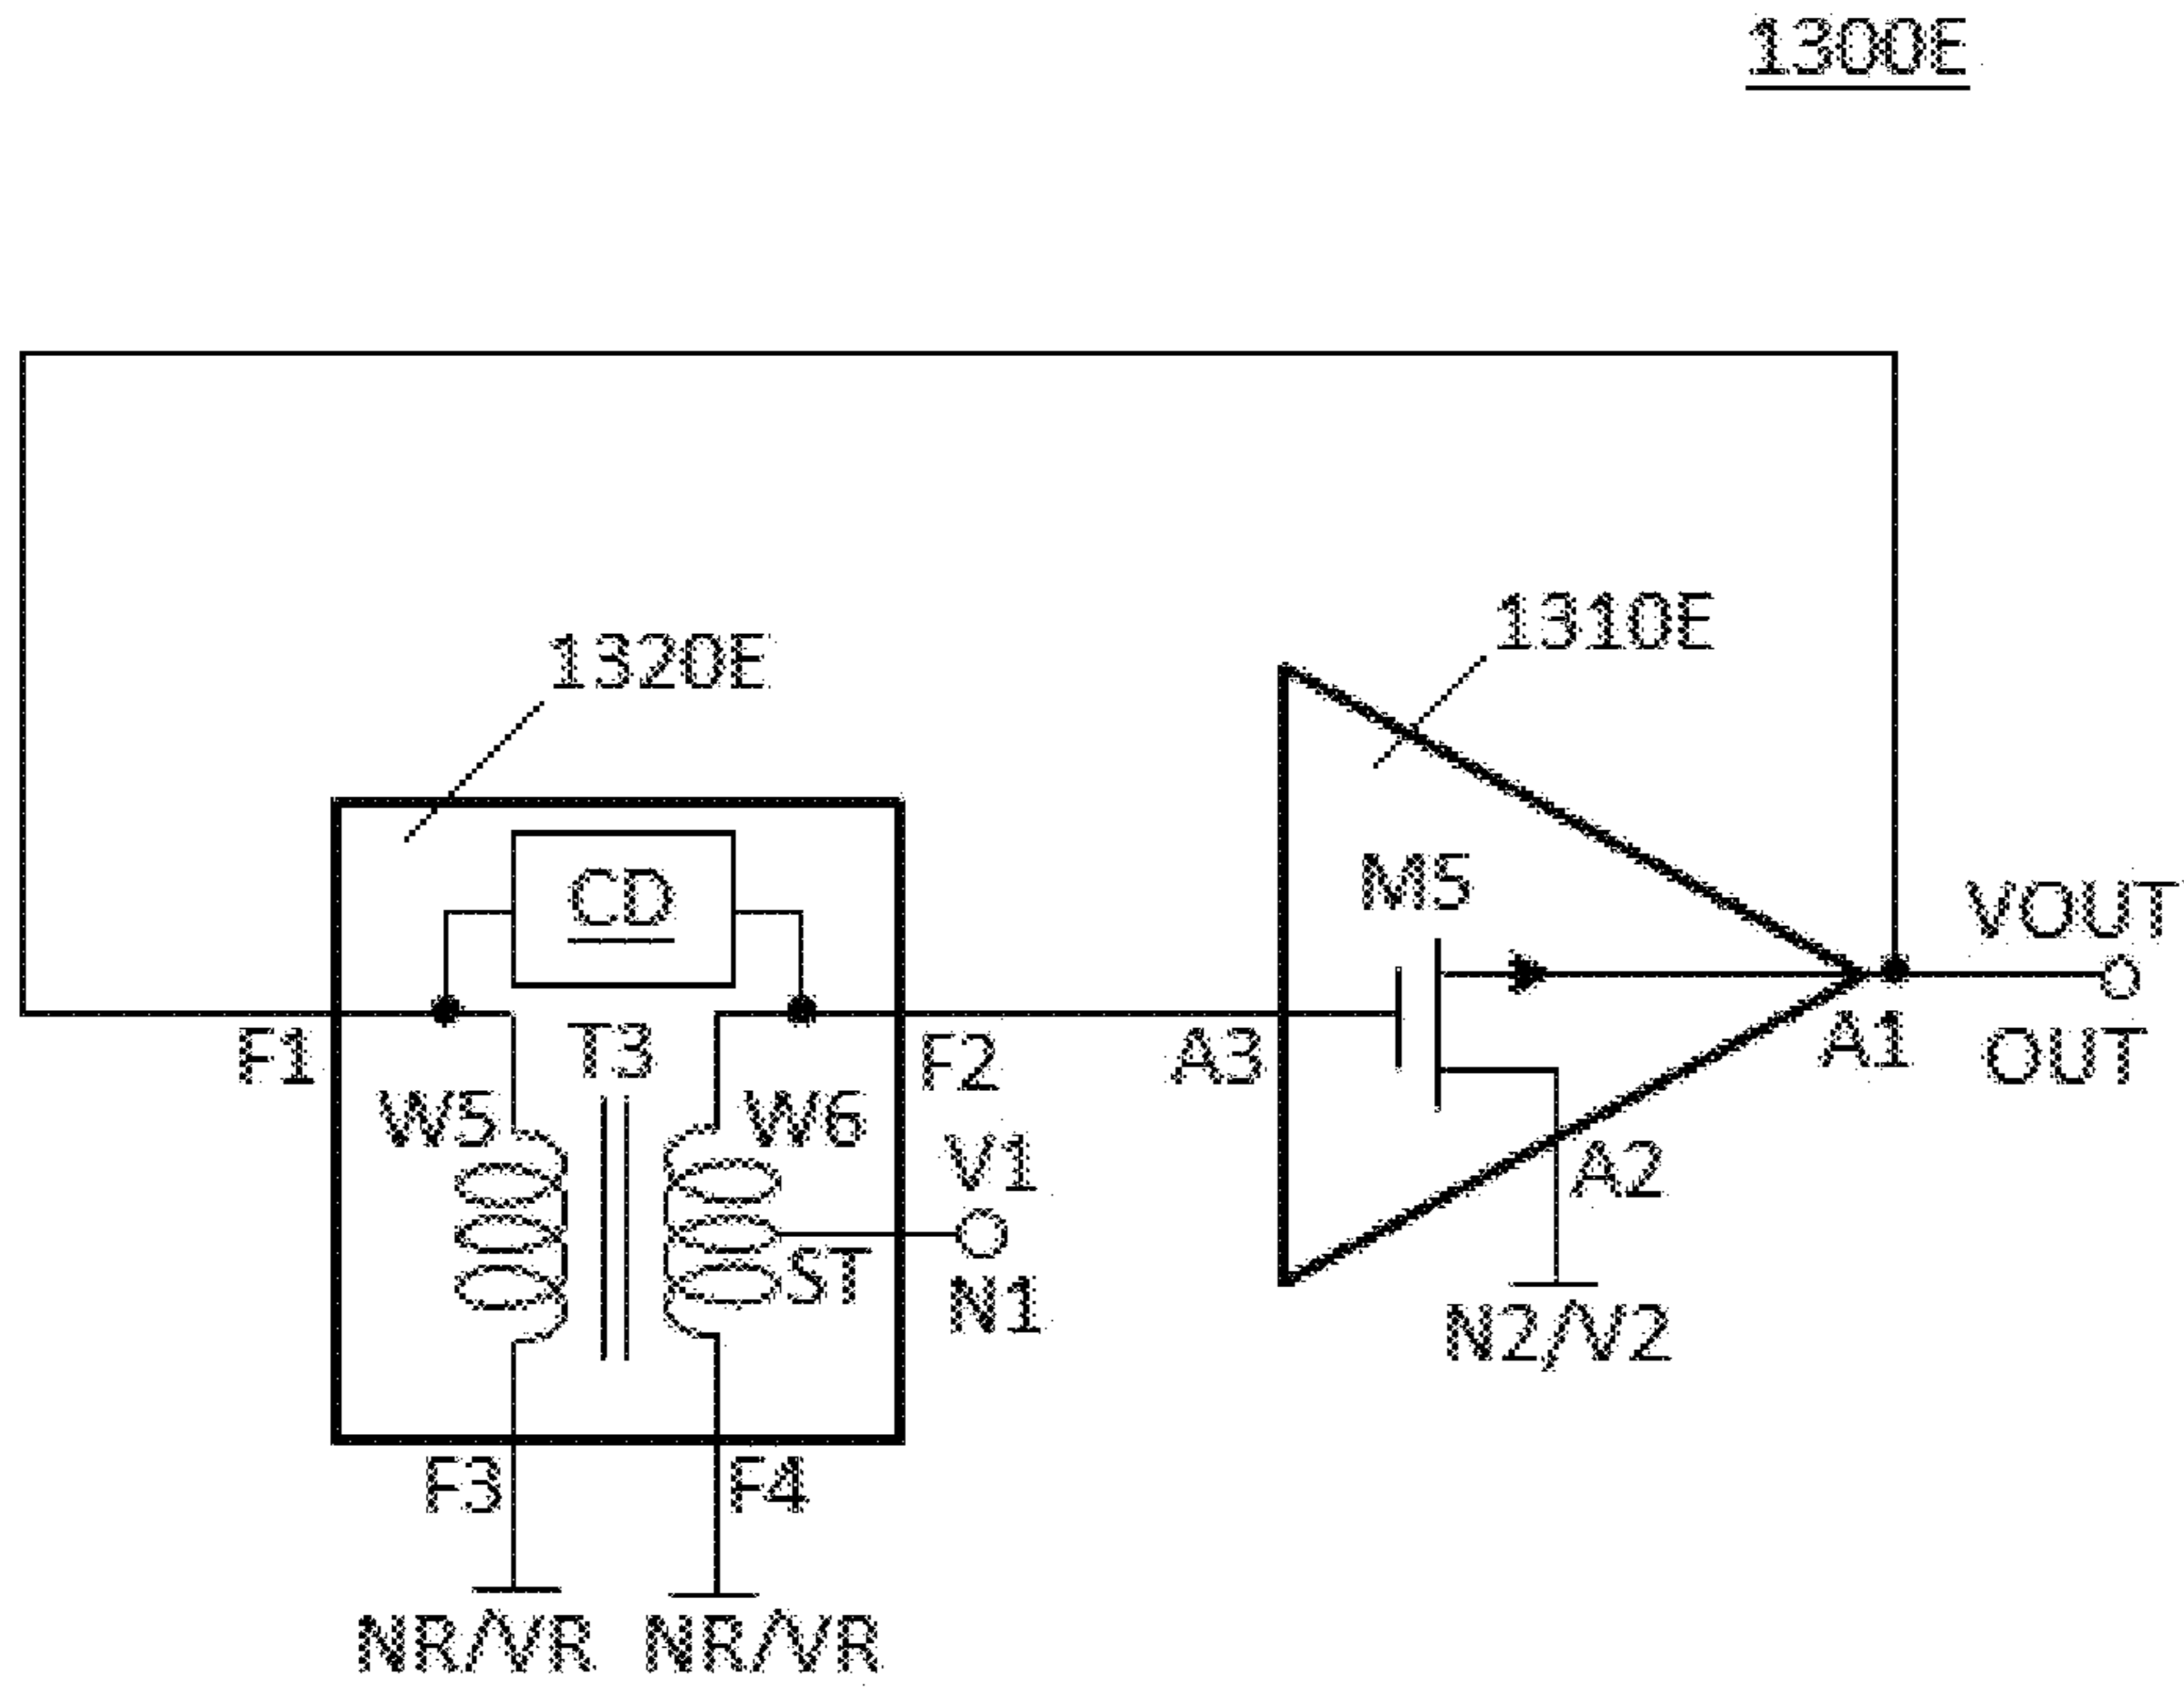 1300E
1310E
1320E
CD
M5
VOUT
F1
T3
F2
A3
A1
OUT
W5
W6
V1
A2
ST
N1
N2/V2
F3
F4
NR/VR
NR/VR